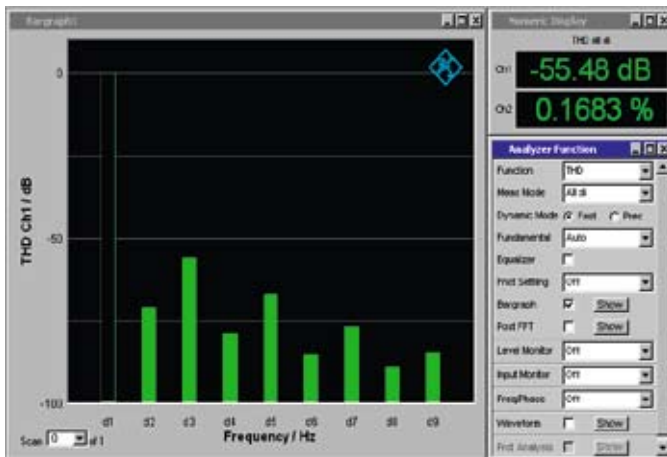 Bargraph1
THD Ch1 / dB
0
-50
-100
d1 d2 d3 d4 d5 d6 d7 d8 d9
Frequency / Hz
Scan 0 of 1
Numeric Display
THD all di
Ch1 -55.48 dB
Ch2 0.1683 %
Analyzer Function
Function THD
Meas Mode All di
Dynamic Mode Fast Prec
Fundamental Auto
Equalizer
Fnct Settling Off
Bargraph Show
Post FFT Show
Level Monitor Off
Input Monitor Off
Freq/Phase Off
Waveform Show
Fnct Analysis Show